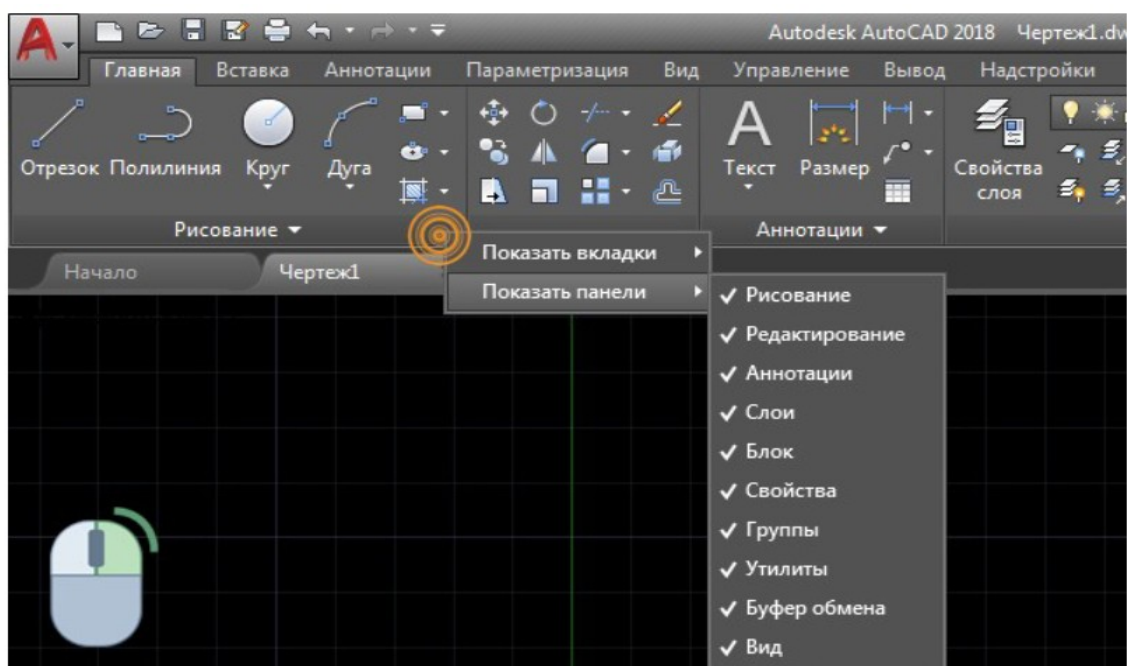 Autodesk AutoCAD 2018 Чертеж1.dw
Главная Вставка Аннотации Параметризация Вид Управление Вывод Надстройки
Отрезок Полилиния Круг Дуга Текст Размер Свойства слоя
Рисование Аннотации
Начало Чертеж1
Показать вкладки
Показать панели
Рисование
Редактирование
Аннотации
Слои
Блок
Свойства
Группы
Утилиты
Буфер обмена
Вид